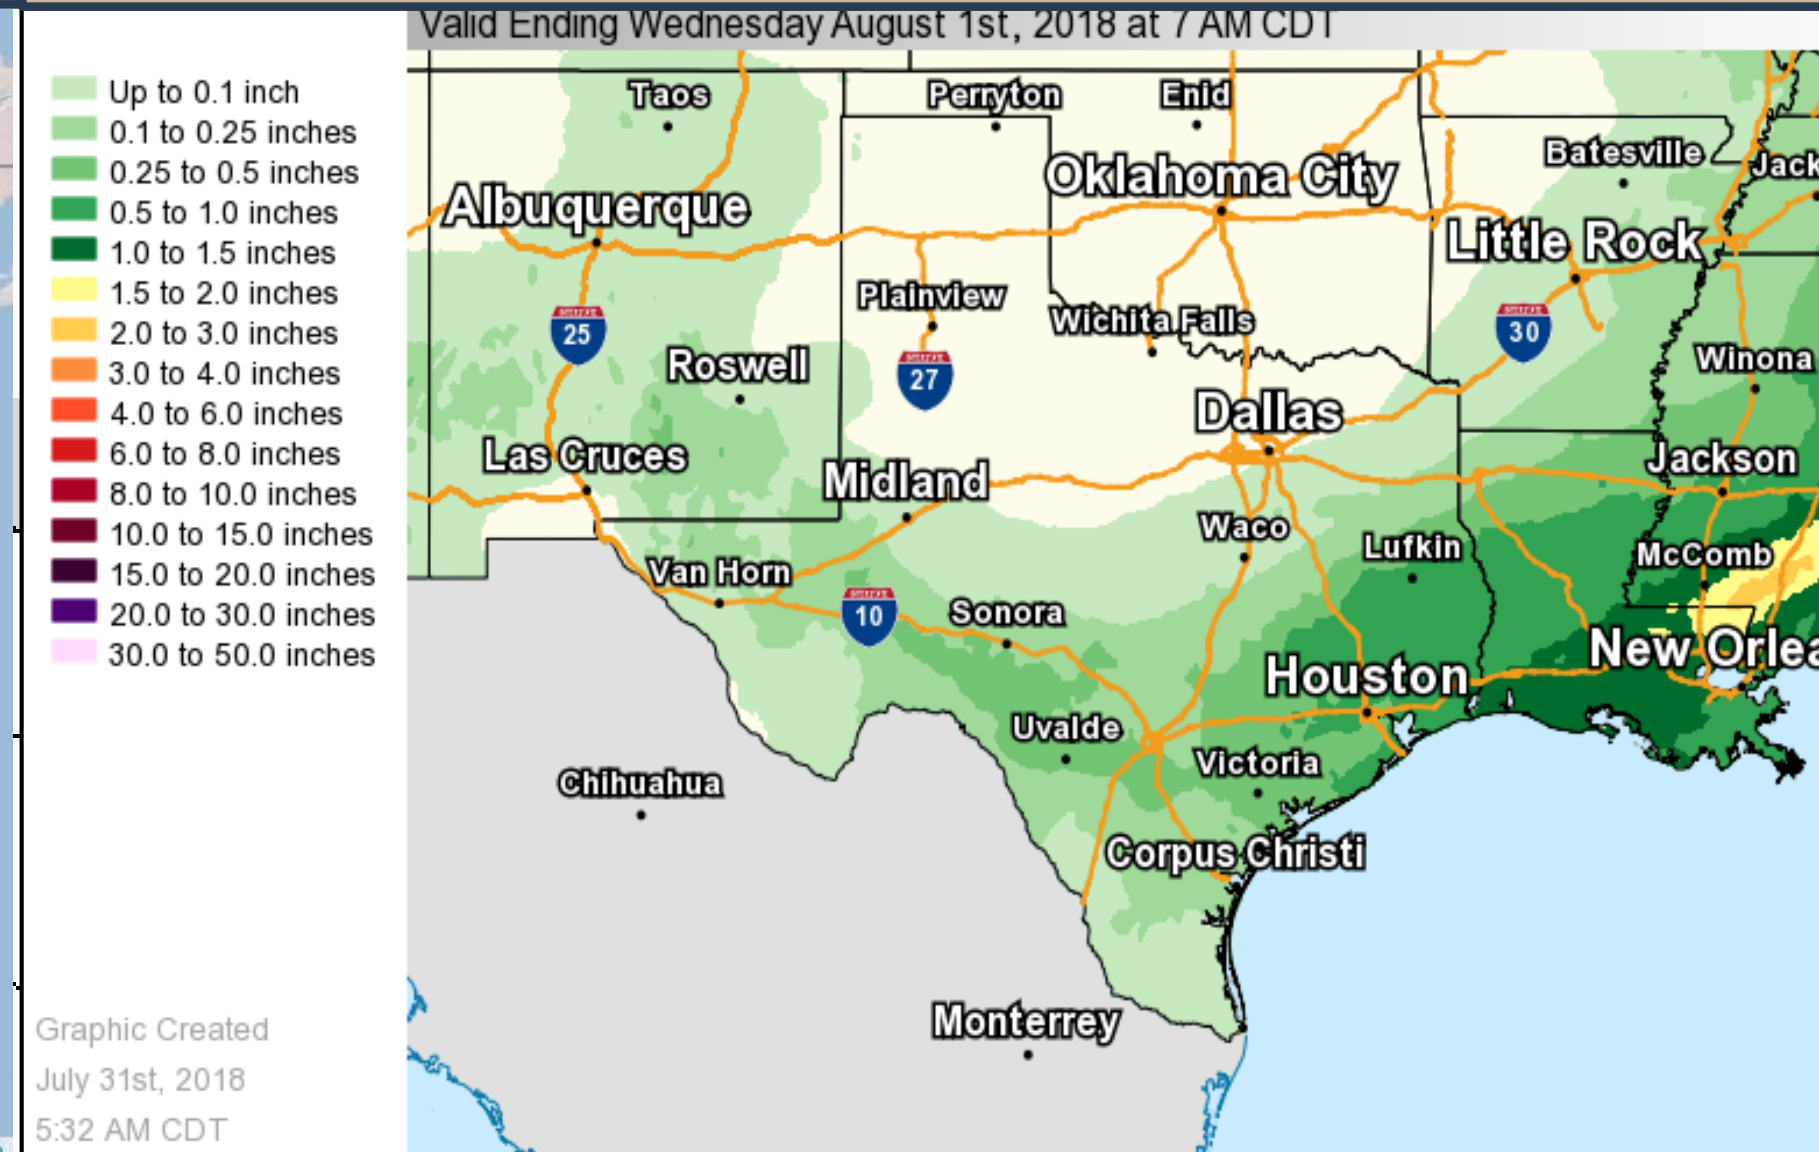 Valid Ending Wednesday August 1st, 2018 at 7 AM CDT
Up to 0.1 inch
0.1 to 0.25 inches
0.25 to 0.5 inches
0.5 to 1.0 inches
1.0 to 1.5 inches
1.5 to 2.0 inches
2.0 to 3.0 inches
3.0 to 4.0 inches
4.0 to 6.0 inches
6.0 to 8.0 inches
8.0 to 10.0 inches
10.0 to 15.0 inches
15.0 to 20.0 inches
20.0 to 30.0 inches
30.0 to 50.0 inches
Graphic Created
July 31st, 2018
5:32 AM CDT
Taos
Perryton
Enid
Batesville
Jack
Oklahoma City
Albuquerque
Little Rock
Plainview
Wichita Falls
25
30
Winona
Roswell
27
Dallas
Las Cruces
Midland
Jackson
Waco
Lufkin
McComb
Van Horn
10
Sonora
New Orlea
Houston
Uvalde
Victoria
Chihuahua
Corpus Christi
Monterrey